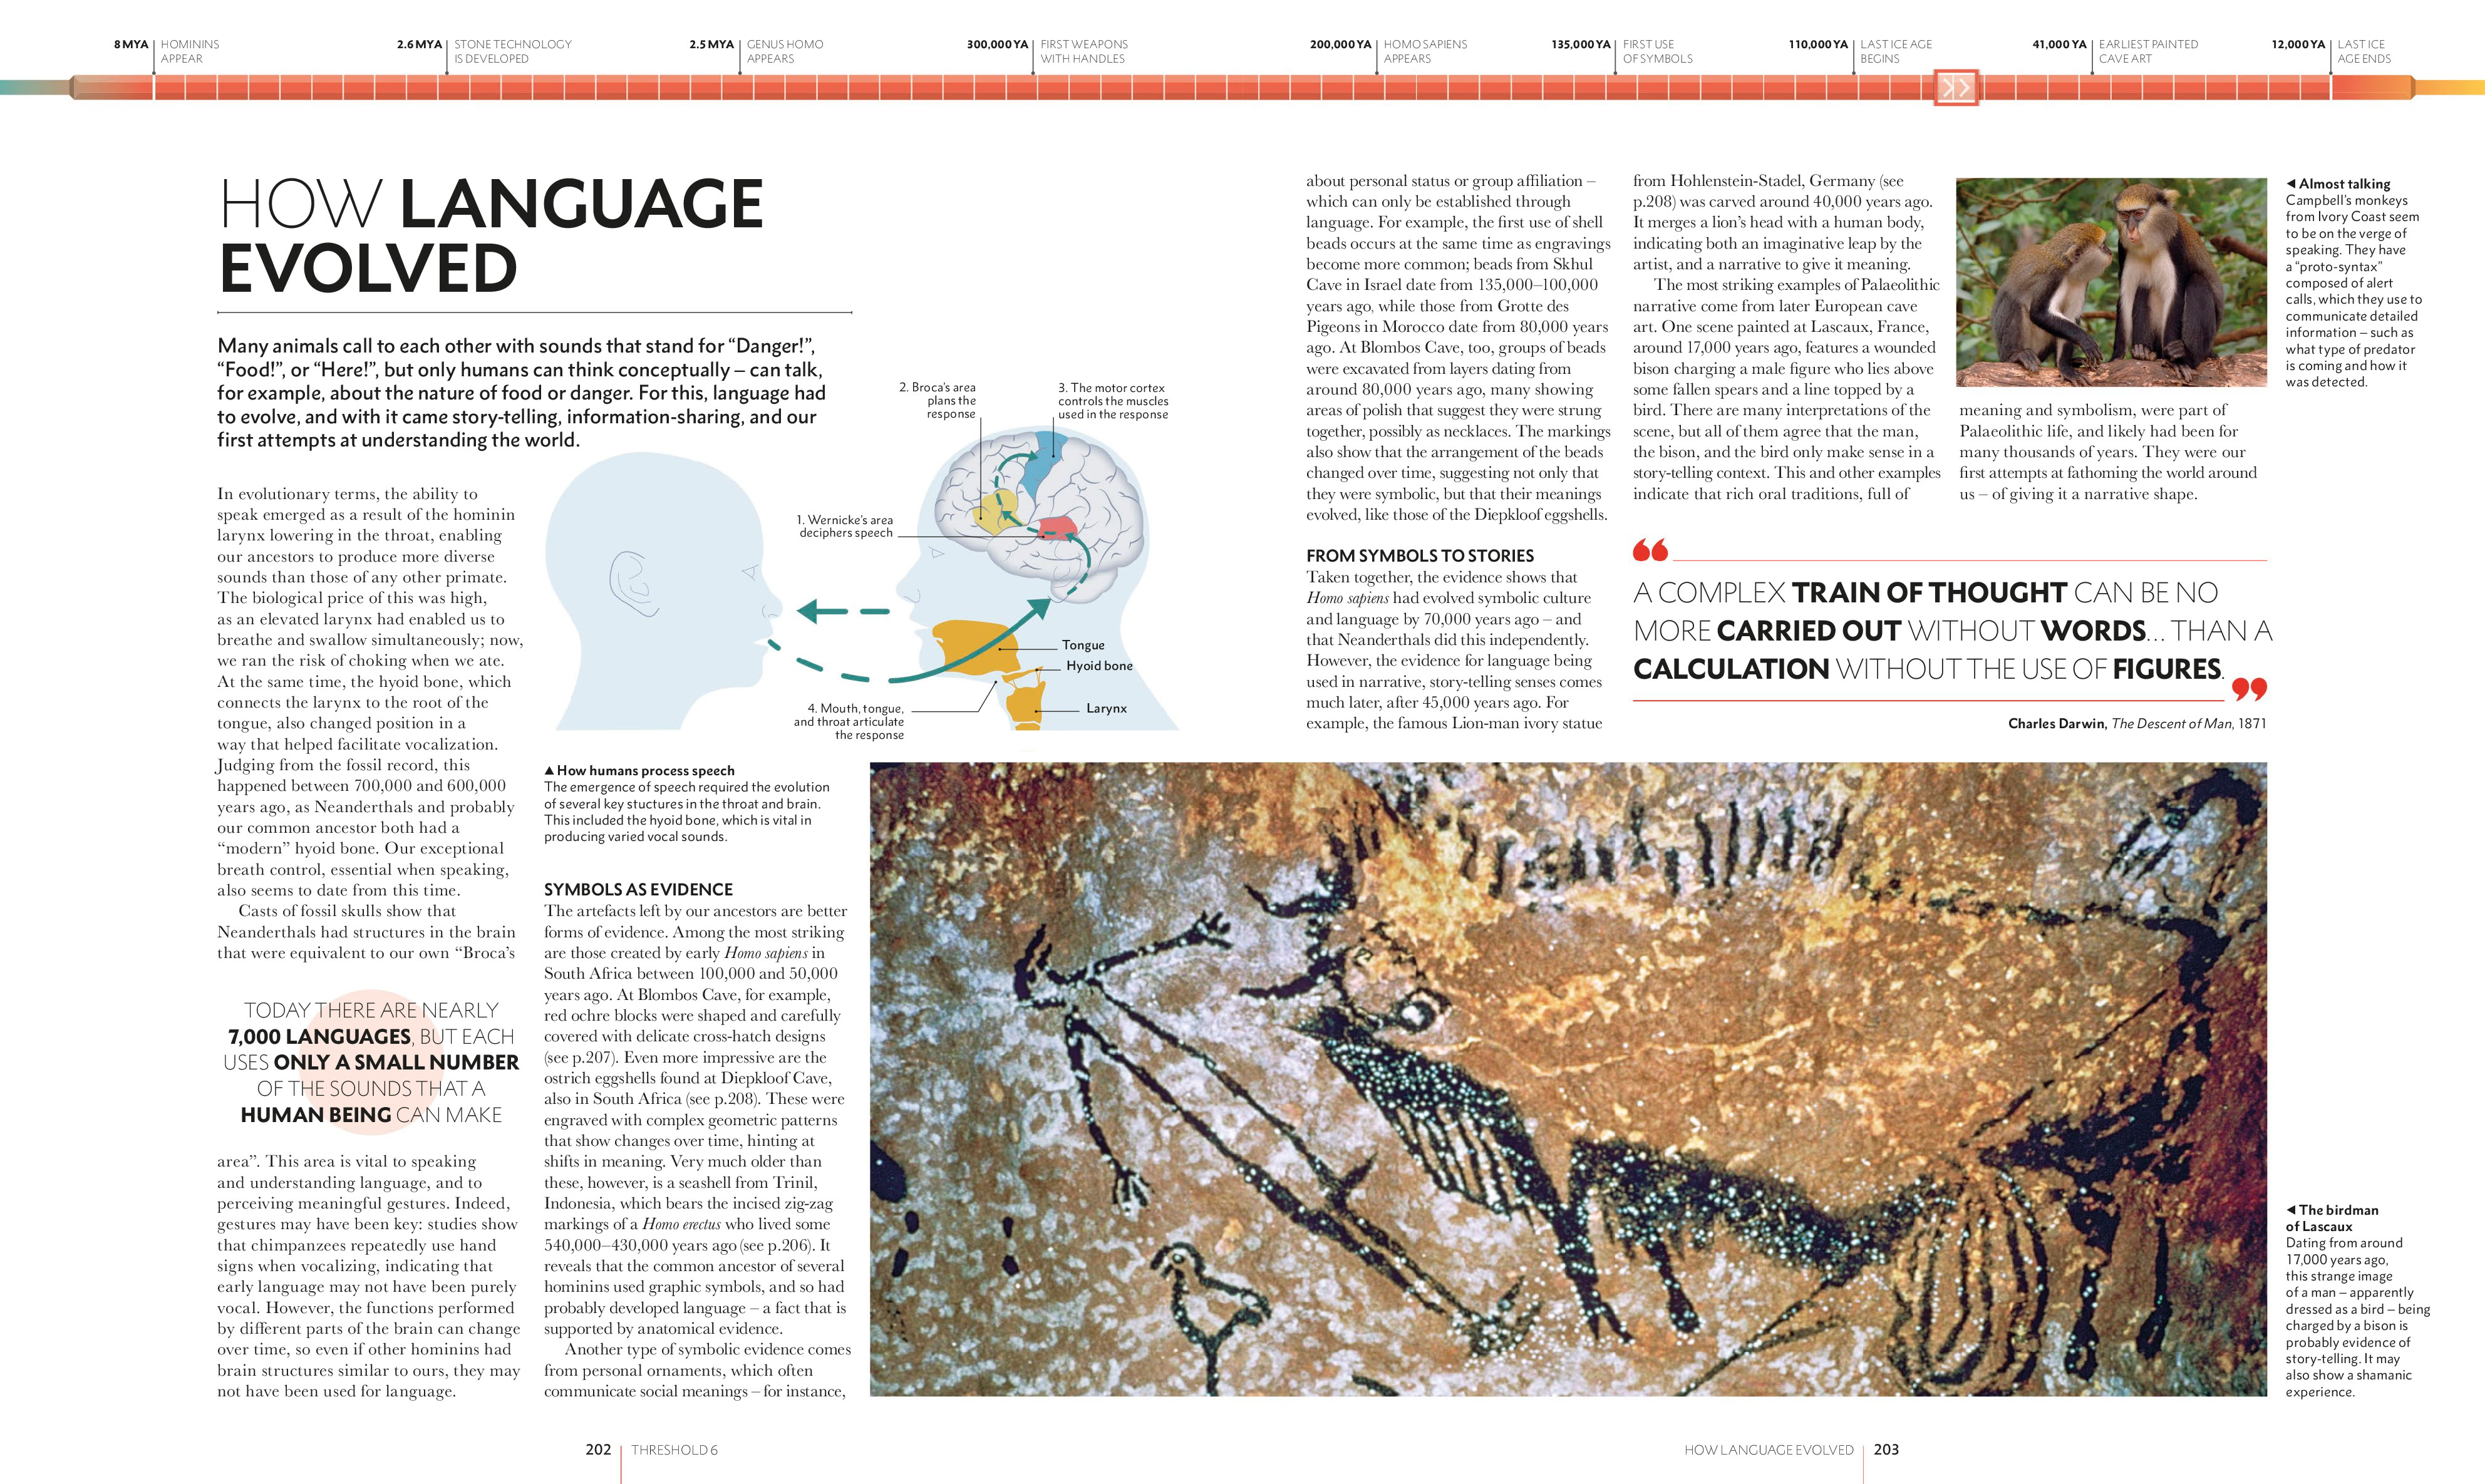 8 MYA
HOMININS
APPEAR
2.6 MYA
STONE TECHNOLOGY
IS DEVELOPED
2.5 MYA
GENUS HOMO
APPEARS
300,000 YA
FIRST WEAPONS
WITH HANDLES
200,000 YA
HOMO SAPIENS
APPEARS
135,000 YA
FIRST USE
OF SYMBOLS
110,000 YA
LAST ICE AGE
BEGINS
41,000 YA
EARLIEST PAINTED
CAVE ART
12,000 YA
LAST ICE
AGE ENDS
HOW LANGUAGE
EVOLVED
Many animals call to each other with sounds that stand for “Danger!”,
“Food!”, or “Here!”, but only humans can think conceptually – can talk,
for example, about the nature of food or danger. For this, language had
to evolve, and with it came story-telling, information-sharing, and our
first attempts at understanding the world.
In evolutionary terms, the ability to
speak emerged as a result of the hominin
larynx lowering in the throat, enabling
our ancestors to produce more diverse
sounds than those of any other primate.
The biological price of this was high,
as an elevated larynx had enabled us to
breathe and swallow simultaneously; now,
we ran the risk of choking when we ate.
At the same time, the hyoid bone, which
connects the larynx to the root of the
tongue, also changed position in a
way that helped facilitate vocalization.
Judging from the fossil record, this
happened between 700,000 and 600,000
years ago, as Neanderthals and probably
our common ancestor both had a
“modern” hyoid bone. Our exceptional
breath control, essential when speaking,
also seems to date from this time.
Casts of fossil skulls show that
Neanderthals had structures in the brain
that were equivalent to our own “Broca’s
TODAY THERE ARE NEARLY
7,000 LANGUAGES, BUT EACH
USES ONLY A SMALL NUMBER
OF THE SOUNDS THAT A
HUMAN BEING CAN MAKE
area”. This area is vital to speaking
and understanding language, and to
perceiving meaningful gestures. Indeed,
gestures may have been key: studies show
that chimpanzees repeatedly use hand
signs when vocalizing, indicating that
early language may not have been purely
vocal. However, the functions performed
by different parts of the brain can change
over time, so even if other hominins had
brain structures similar to ours, they may
not have been used for language.
2. Broca’s area
plans the
response
3. The motor cortex
controls the muscles
used in the response
1. Wernicke’s area
deciphers speech
Tongue
Hyoid bone
Larynx
4. Mouth, tongue,
and throat articulate
the response
▲ How humans process speech
The emergence of speech required the evolution
of several key stuctures in the throat and brain.
This included the hyoid bone, which is vital in
producing varied vocal sounds.
SYMBOLS AS EVIDENCE
The artefacts left by our ancestors are better
forms of evidence. Among the most striking
are those created by early Homo sapiens in
South Africa between 100,000 and 50,000
years ago. At Blombos Cave, for example,
red ochre blocks were shaped and carefully
covered with delicate cross-hatch designs
(see p.207). Even more impressive are the
ostrich eggshells found at Diepkloof Cave,
also in South Africa (see p.208). These were
engraved with complex geometric patterns
that show changes over time, hinting at
shifts in meaning. Very much older than
these, however, is a seashell from Trinil,
Indonesia, which bears the incised zig-zag
markings of a Homo erectus who lived some
540,000–430,000 years ago (see p.206). It
reveals that the common ancestor of several
hominins used graphic symbols, and so had
probably developed language – a fact that is
supported by anatomical evidence.
Another type of symbolic evidence comes
from personal ornaments, which often
communicate social meanings – for instance,
about personal status or group affiliation –
which can only be established through
language. For example, the first use of shell
beads occurs at the same time as engravings
become more common; beads from Skhul
Cave in Israel date from 135,000–100,000
years ago, while those from Grotte des
Pigeons in Morocco date from 80,000 years
ago. At Blombos Cave, too, groups of beads
were excavated from layers dating from
around 80,000 years ago, many showing
areas of polish that suggest they were strung
together, possibly as necklaces. The markings
also show that the arrangement of the beads
changed over time, suggesting not only that
they were symbolic, but that their meanings
evolved, like those of the Diepkloof eggshells.
FROM SYMBOLS TO STORIES
Taken together, the evidence shows that
Homo sapiens had evolved symbolic culture
and language by 70,000 years ago – and
that Neanderthals did this independently.
However, the evidence for language being
used in narrative, story-telling senses comes
much later, after 45,000 years ago. For
example, the famous Lion-man ivory statue
from Hohlenstein-Stadel, Germany (see
p.208) was carved around 40,000 years ago.
It merges a lion’s head with a human body,
indicating both an imaginative leap by the
artist, and a narrative to give it meaning.
The most striking examples of Palaeolithic
narrative come from later European cave
art. One scene painted at Lascaux, France,
around 17,000 years ago, features a wounded
bison charging a male figure who lies above
some fallen spears and a line topped by a
bird. There are many interpretations of the
scene, but all of them agree that the man,
the bison, and the bird only make sense in a
story-telling context. This and other examples
indicate that rich oral traditions, full of
meaning and symbolism, were part of
Palaeolithic life, and likely had been for
many thousands of years. They were our
first attempts at fathoming the world around
us – of giving it a narrative shape.
◀ Almost talking
Campbell’s monkeys
from Ivory Coast seem
to be on the verge of
speaking. They have
a “proto-syntax”
composed of alert
calls, which they use to
communicate detailed
information – such as
what type of predator
is coming and how it
was detected.
“
A COMPLEX TRAIN OF THOUGHT CAN BE NO
MORE CARRIED OUT WITHOUT WORDS… THAN A
CALCULATION WITHOUT THE USE OF FIGURES.
”
Charles Darwin, The Descent of Man, 1871
◀ The birdman
of Lascaux
Dating from around
17,000 years ago,
this strange image
of a man – apparently
dressed as a bird – being
charged by a bison is
probably evidence of
story-telling. It may
also show a shamanic
experience.
202 THRESHOLD 6
HOW LANGUAGE EVOLVED 203